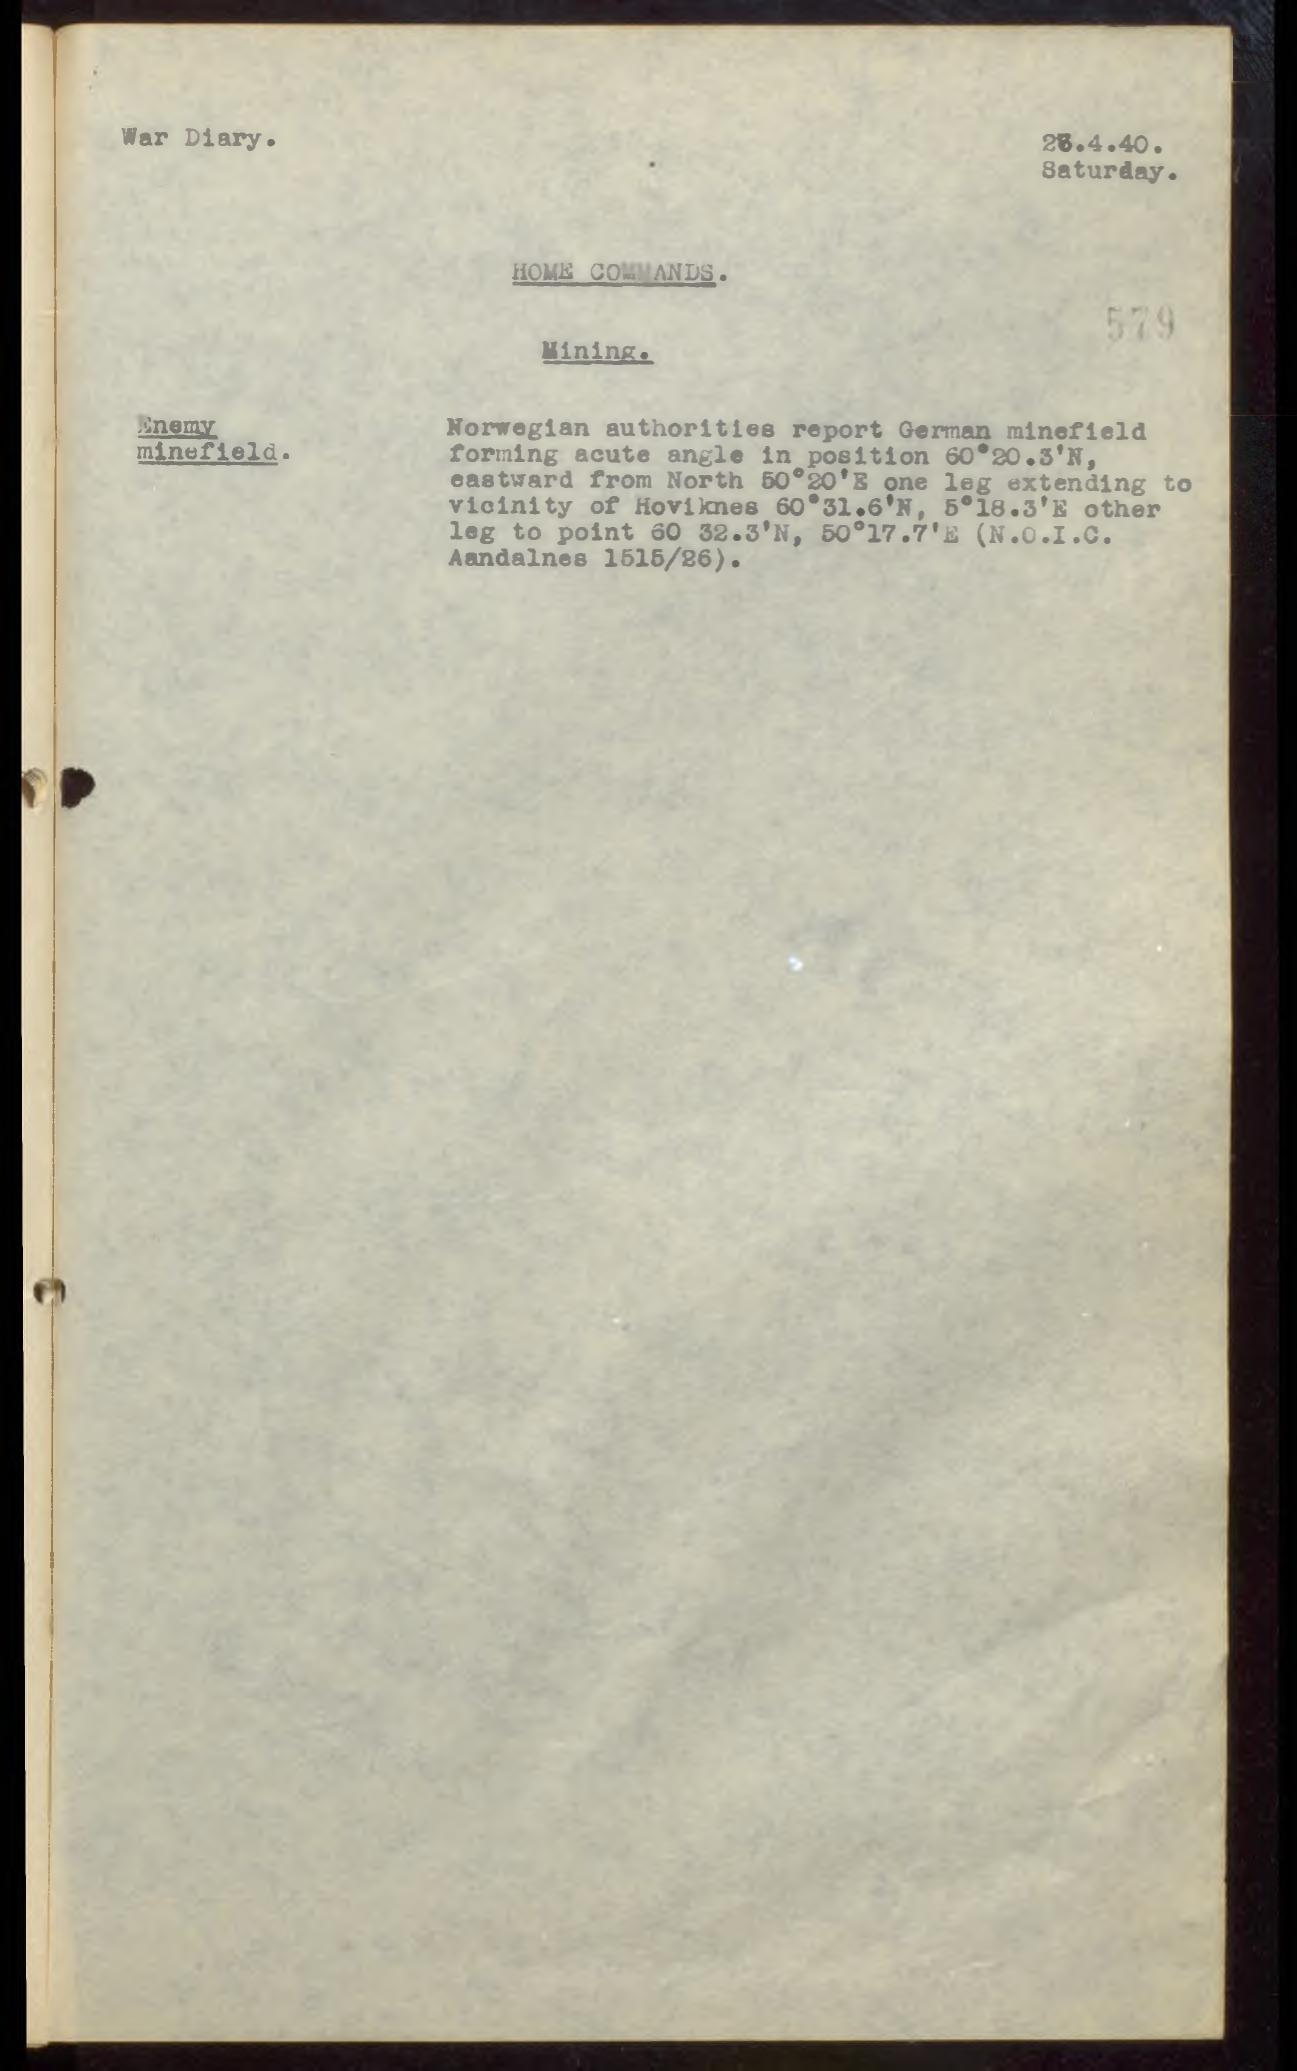 War Diary.
27.4.40.
Saturday.
HOME COMMANDS.
579
Mining.
Enemy
minefield.
Norwegian authorities report German minefield
forming acute angle in position 60°20.3'N,
eastward from North 50°20'E one leg extending to
vicinity of Hoviknes 60°31.6'N, 5°18.3'E other
leg to point 60 32.3'N, 50°17.7'E (N.O.I.C.
Aandalnes 1515/26).